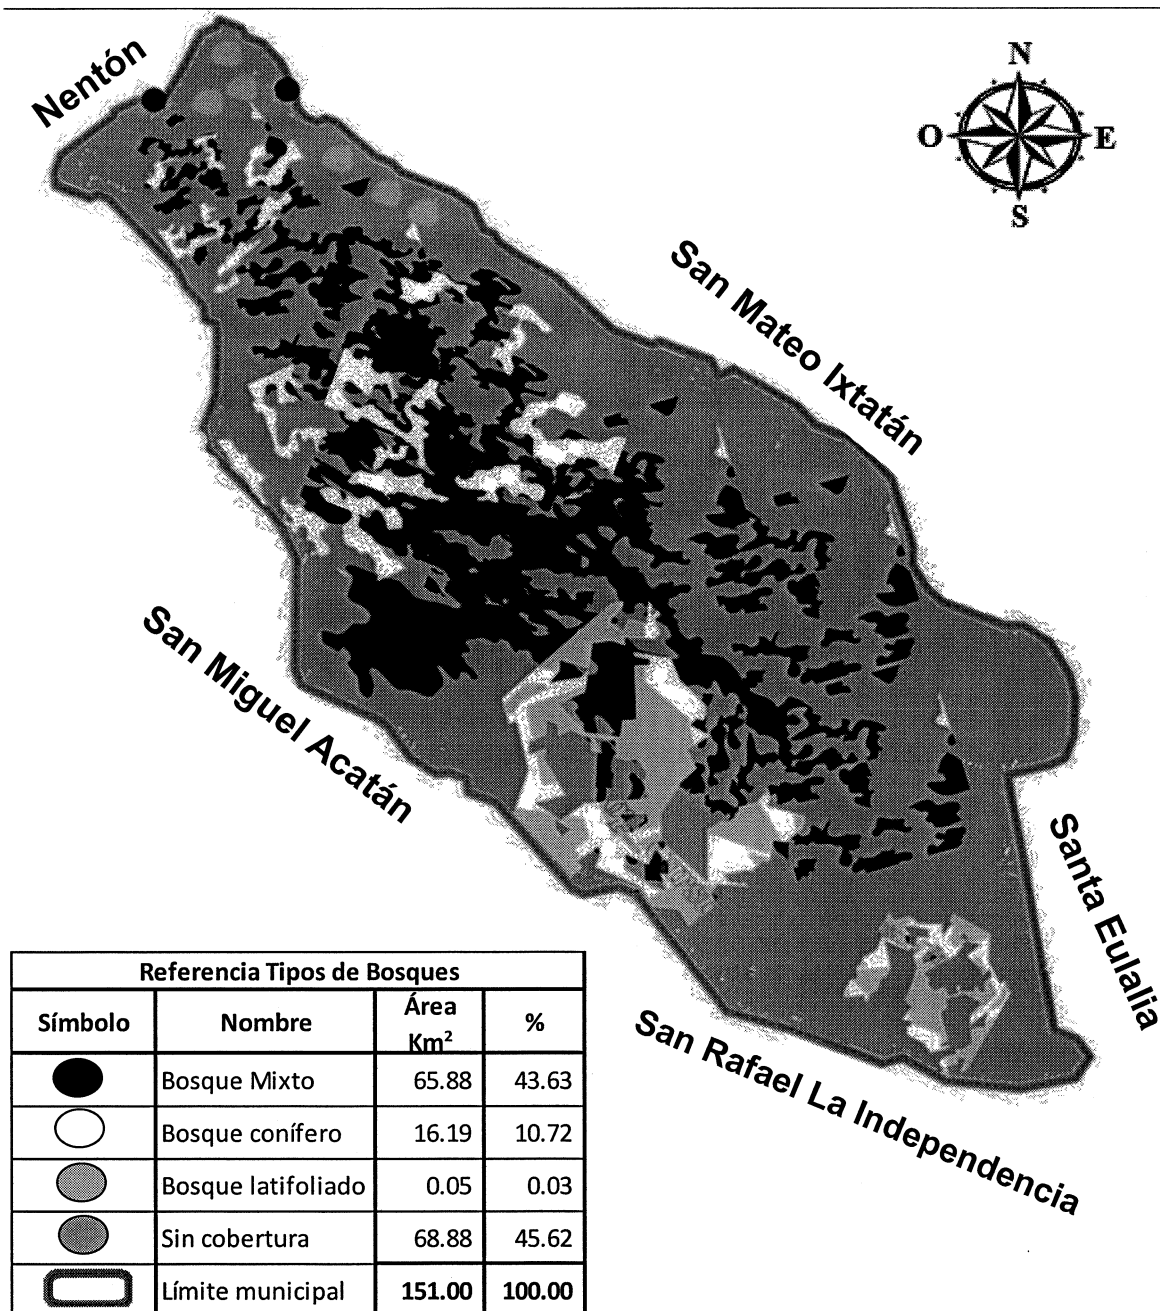 Nentón
N
O
E
S
San Mateo Ixtatán
San Miguel Acatán
Santa Eulalia
San Rafael La Independencia
Referencia Tipos de Bosques
Símbolo Nombre Área Km² %
Bosque Mixto 65.88 43.63
Bosque conífero 16.19 10.72
Bosque latifoliado 0.05 0.03
Sin cobertura 68.88 45.62
Límite municipal 151.00 100.00